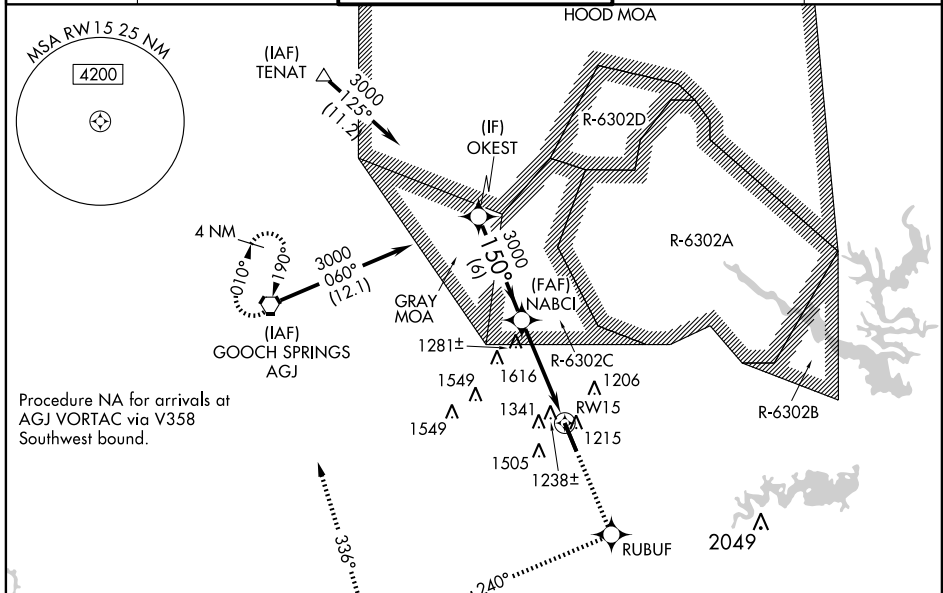 HOOD MOA
MSA RW15 25 NM
4200
(IAF)
TENAT
3000
125°
(11.2)
(IF)
OKEST
R-6302D
R-6302A
4 NM
010°
190°
3000
060°
(12.1)
3000
150°
(6)
(FAF)
NABCI
GRAY
MOA
(IAF)
GOOCH SPRINGS
AGJ
1281±
R-6302C
1616
1549
1206
Procedure NA for arrivals at
AGJ VORTAC via V358
Southwest bound.
1549
1341
RW15
1215
R-6302B
1505
1238±
336°
RUBUF
2049
240°